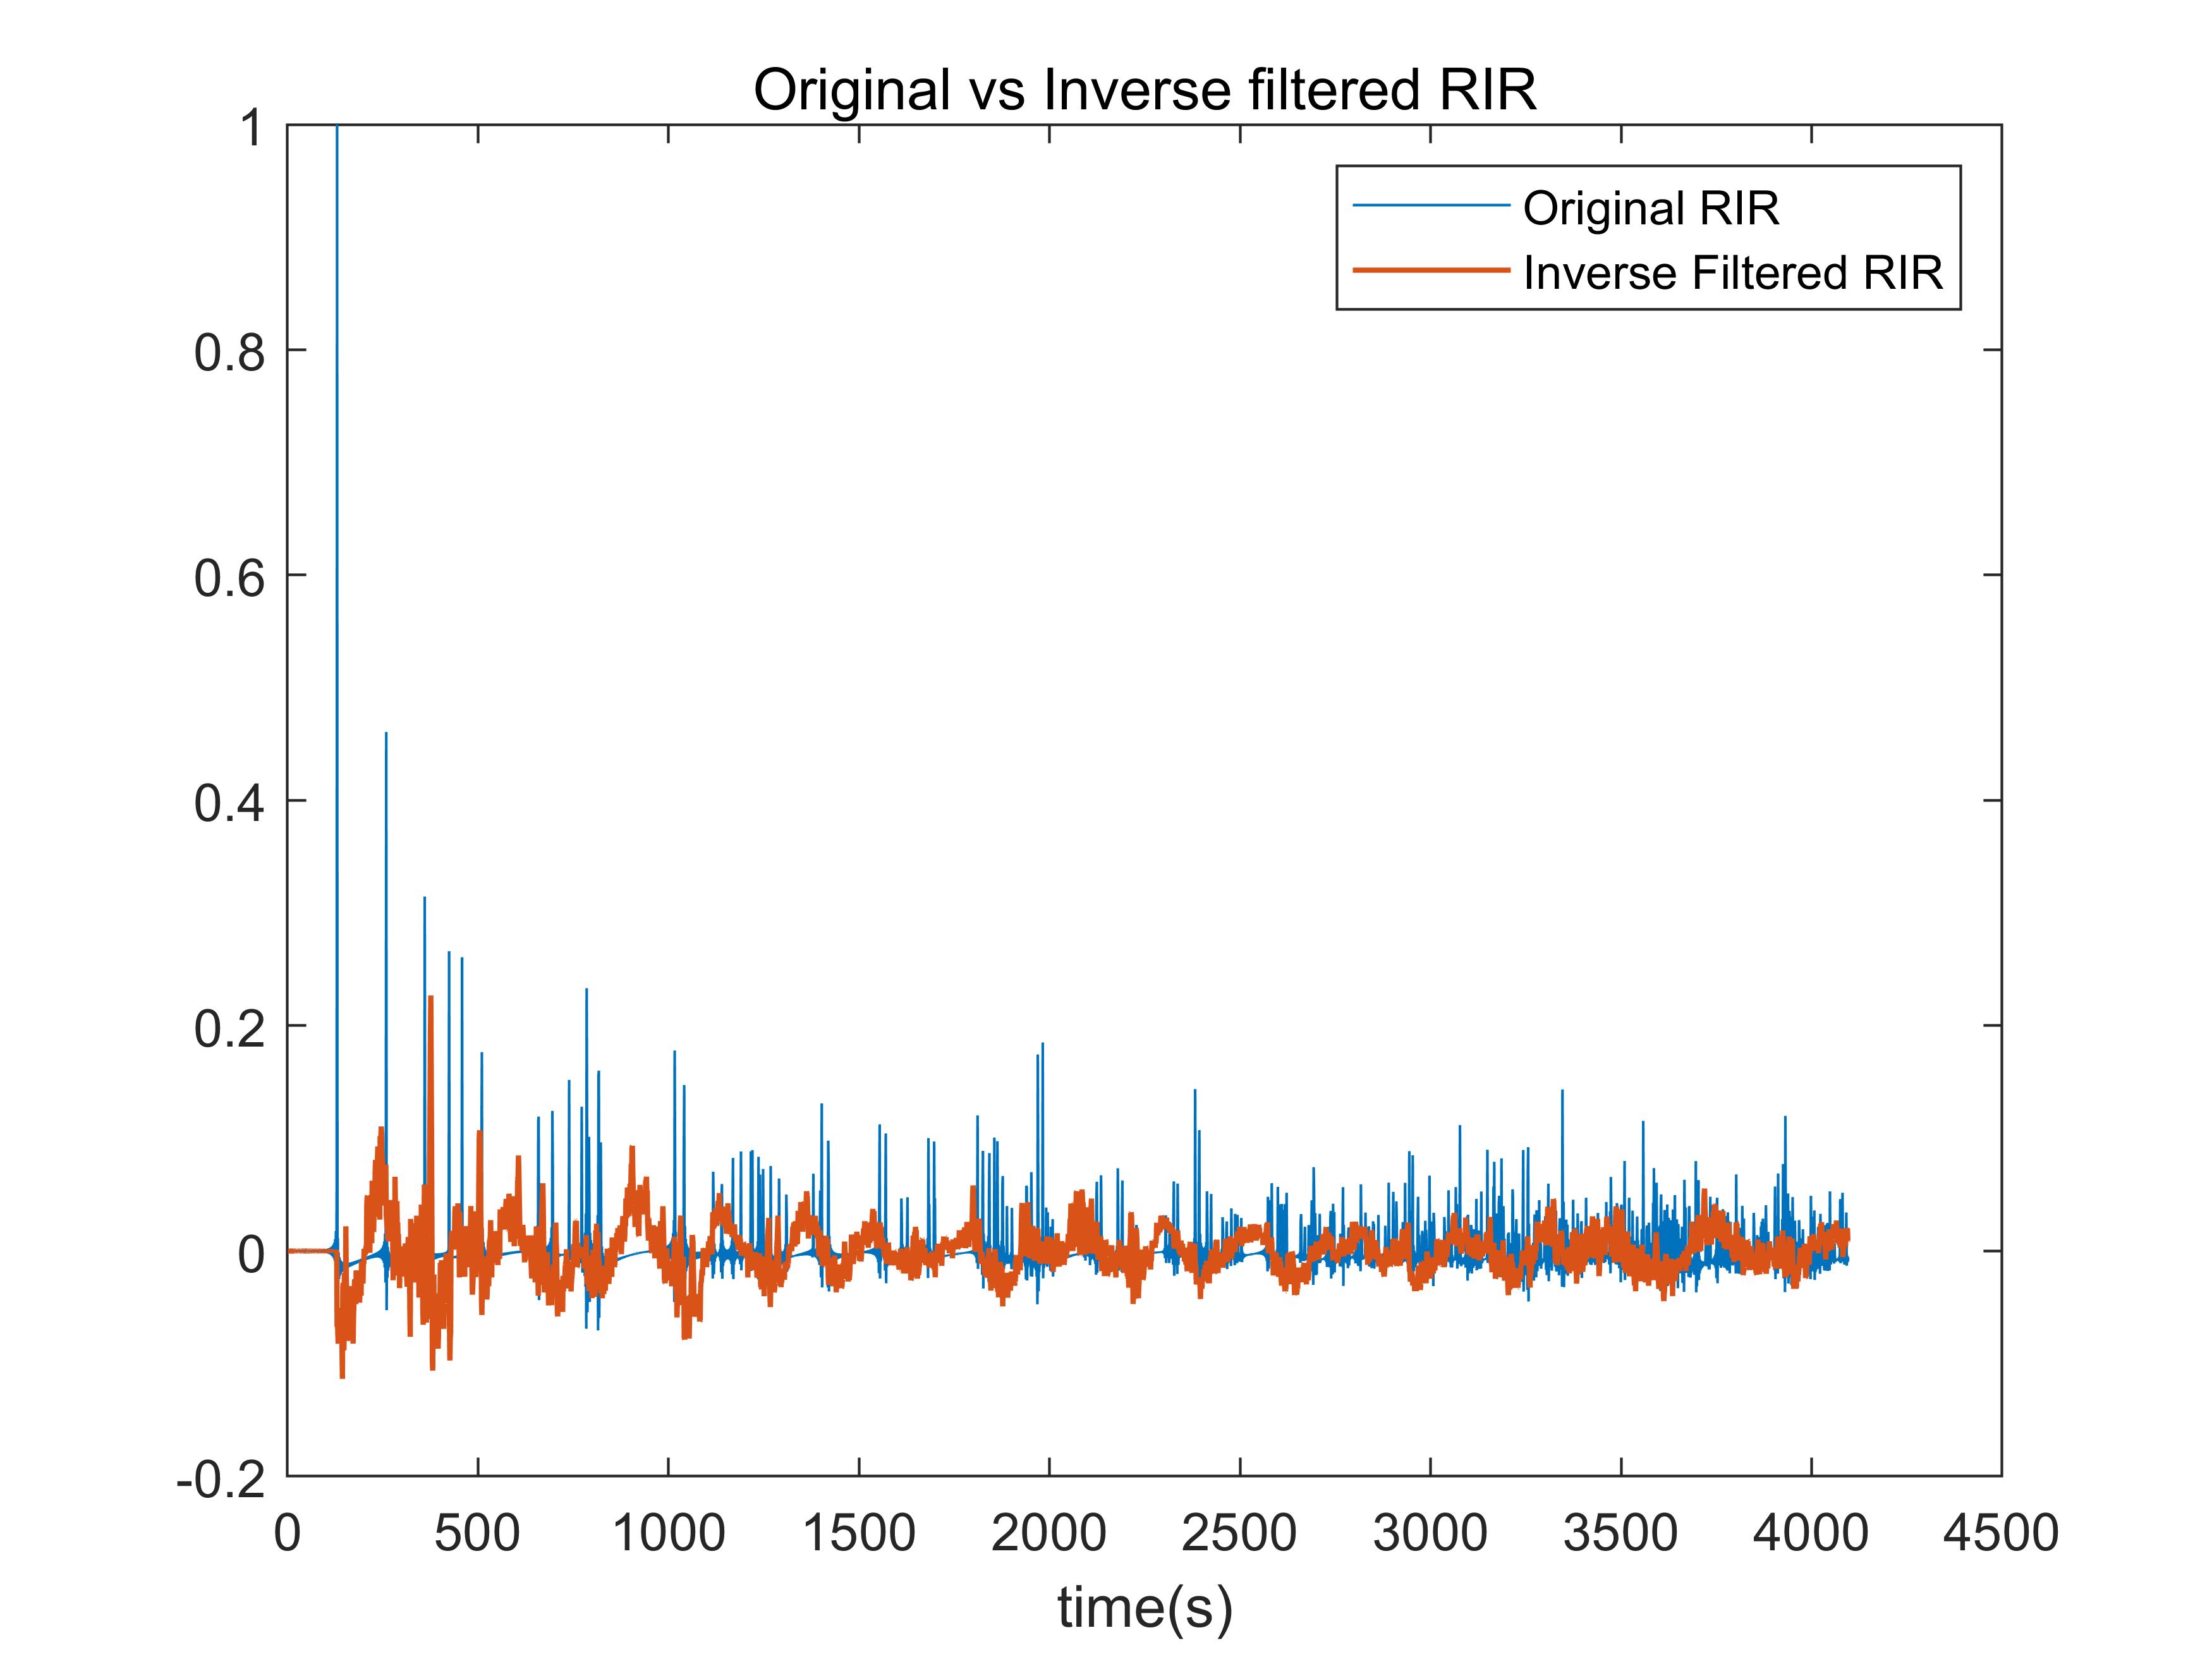 Original vs Inverse filtered RIR
1
0.8
0.6
0.4
0.2
0
-0.2
Original RIR
Inverse Filtered RIR
0 500 1000 1500 2000 2500 3000 3500 4000 4500
time(s)